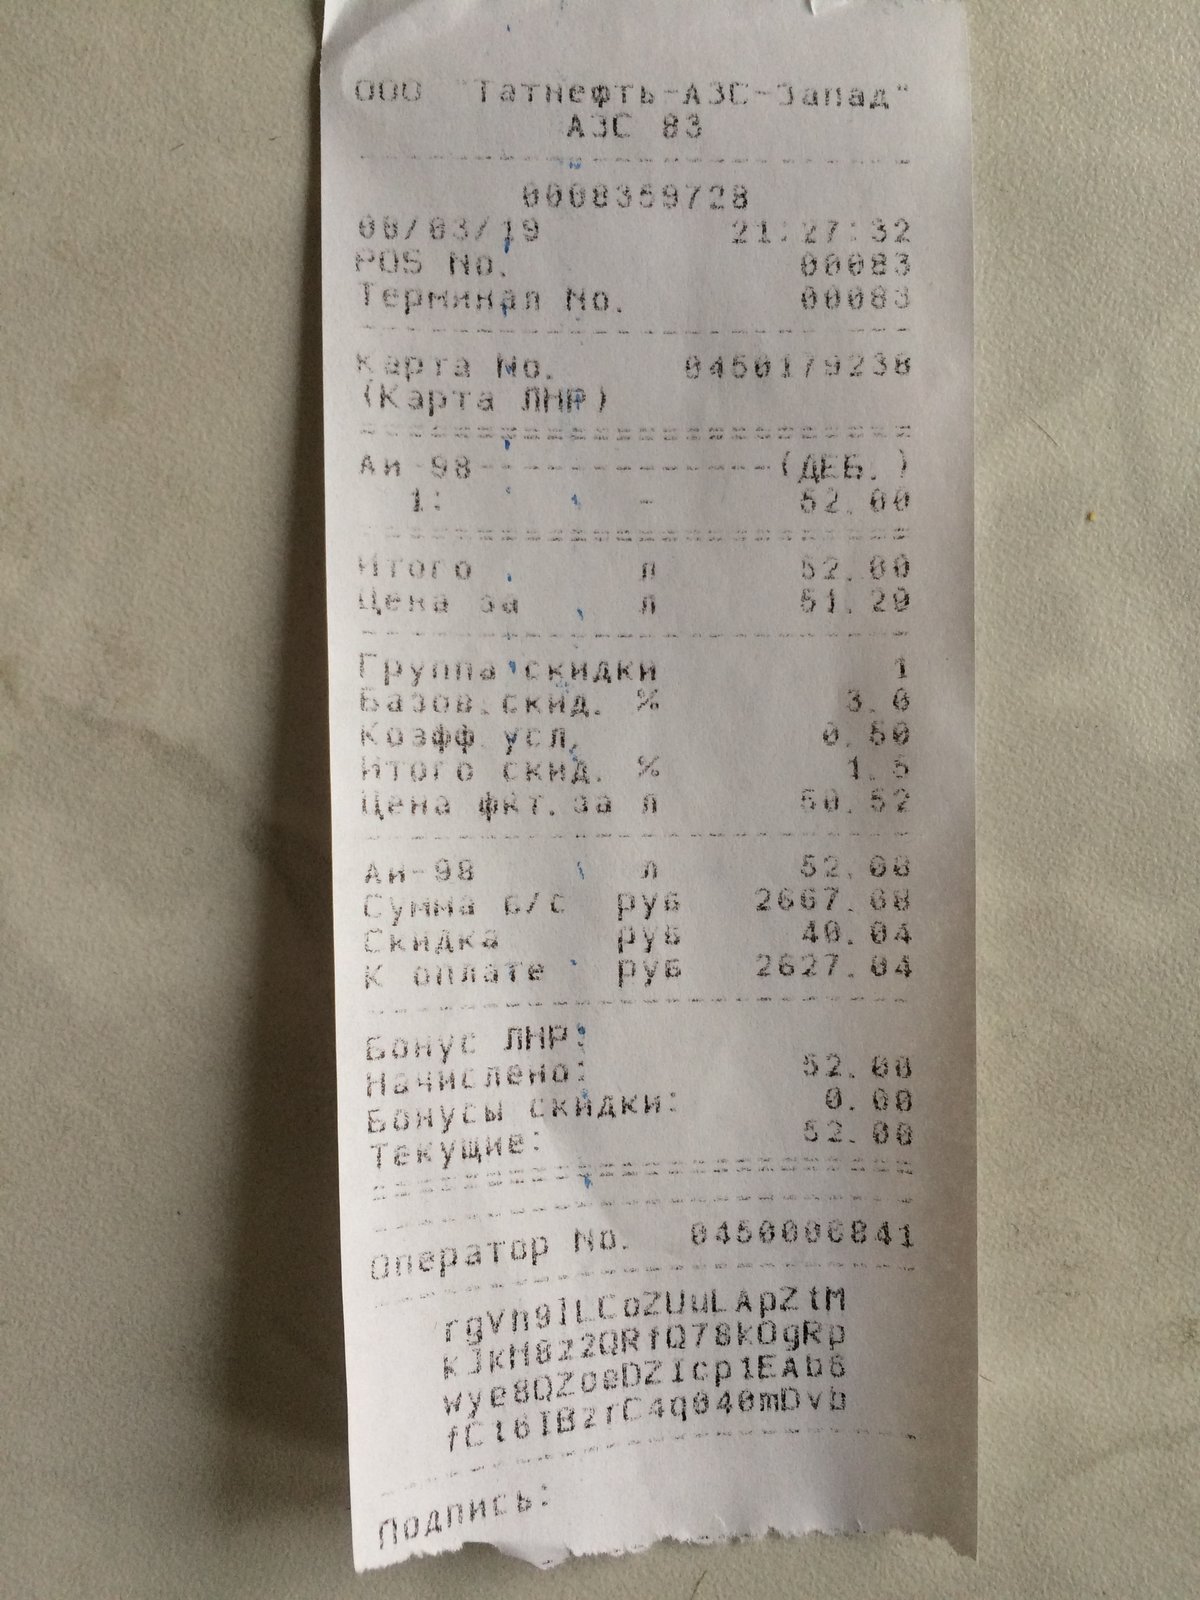 ООО "Татнефть-АЗС-Запад"
АЗС 83
0008359728
08/03/19 21:27:32
POS No. 00083
Терминал No. 00083
Карта No. 0450179238
(Карта ЛНР)
Аи-98-------------(ДЕБ.)
1: - 52.00
Итого л 52.00
Цена за л 51.29
Группа скидки 1
Базов.скид. % 3.0
Коэфф.усл. 0.50
Итого скид. % 1.5
Цена фкт.за л 50.52
Аи-98 л 52.00
Сумма б/с руб 2667.08
Скидка руб 40.04
К оплате руб 2627.04
Бонус ЛНР:
Начислено: 52.00
Бонусы скидки: 0.00
Текущие: 52.00
Оператор No. 0450006841
Подпись: